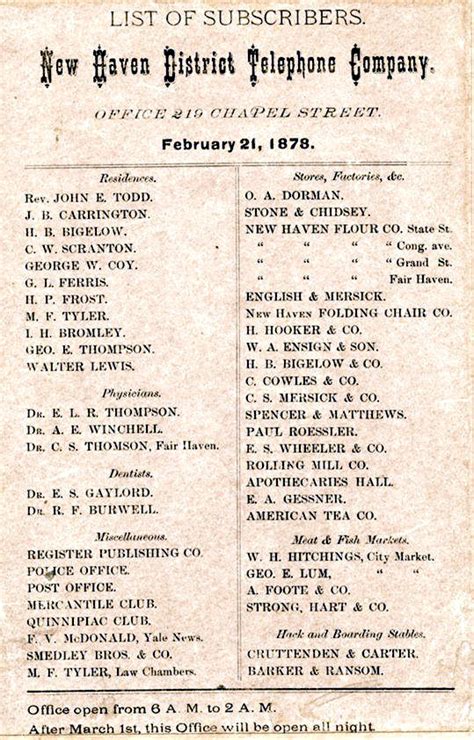 LIST OF SUBSCRIBERS.
New Haven District Telephone Company.
OFFICE 219 CHAPEL STREET.
February 21, 1878.
Residences.
Rev. JOHN E. TODD.
J. B. CARRINGTON.
H. B. BIGELOW.
C. W. SCRANTON.
GEORGE W. COY.
G. L. FERRIS.
H. P. FROST.
M. F. TYLER.
I. H. BROMLEY.
GEO. E. THOMPSON.
WALTER LEWIS.
Physicians.
DR. E. L. R. THOMPSON.
DR. A. E. WINCHELL.
DR. C. S. THOMSON, Fair Haven.
Dentists.
DR. E. S. GAYLORD.
DR. R. F. BURWELL.
Miscellaneous.
REGISTER PUBLISHING CO.
POLICE OFFICE.
POST OFFICE.
MERCANTILE CLUB.
QUINNIPIAC CLUB.
F. V. McDONALD, Yale News.
SMEDLEY BROS. & CO.
M. F. TYLER, Law Chambers.
Stores, Factories, &c.
O. A. DORMAN.
STONE & CHIDSEY.
NEW HAVEN FLOUR CO. State St.
" " " " Cong. ave.
" " " " Grand St.
" " " Fair Haven.
ENGLISH & MERSICK.
NEW HAVEN FOLDING CHAIR CO.
H. HOOKER & CO.
W. A. ENSIGN & SON.
H. B. BIGELOW & CO.
C. COWLES & CO.
C. S. MERSICK & CO.
SPENCER & MATTHEWS.
PAUL ROESSLER.
E. S. WHEELER & CO.
ROLLING MILL CO.
APOTHECARIES HALL.
E. A. GESSNER.
AMERICAN TEA CO.
Meat & Fish Markets.
W. H. HITCHINGS, City Market.
GEO. E. LUM, " "
A. FOOTE & CO.
STRONG, HART & CO.
Hack and Boarding Stables.
CRUTTENDEN & CARTER.
BARKER & RANSOM.
Office open from 6 A. M. to 2 A. M.
After March 1st, this Office will be open all night.